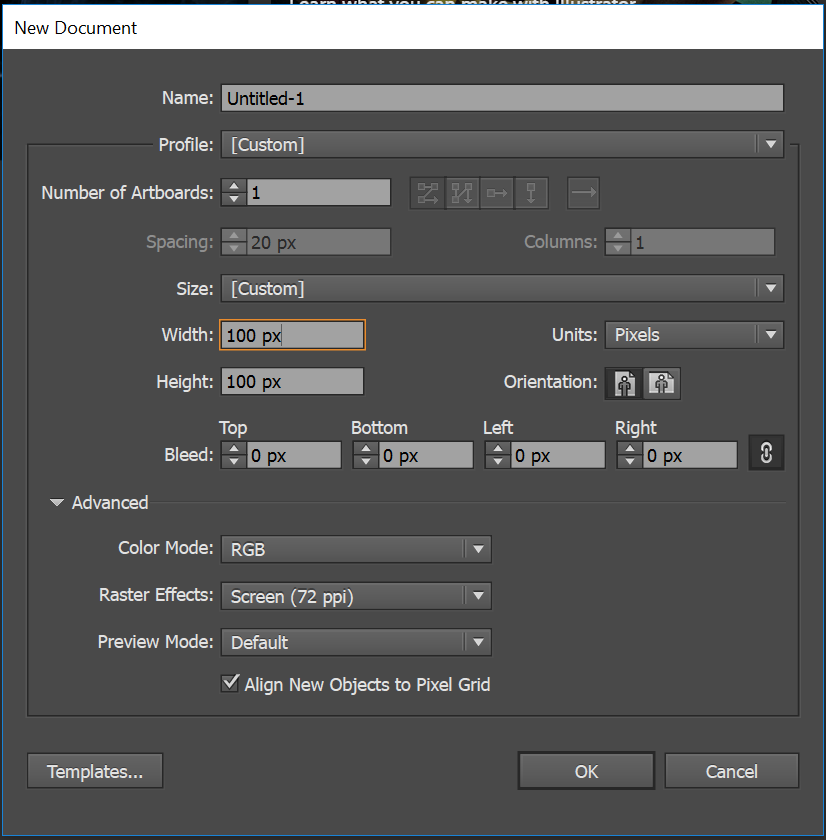 Learn what you can make with Illustrator
New Document
Name: Untitled-1
Profile: [Custom]
Number of Artboards: 1
Spacing: 20 px Columns: 1
Size: [Custom]
Width: 100 px Units: Pixels
Height: 100 px Orientation:
Top Bottom Left Right
Bleed: 0 px 0 px 0 px 0 px
Advanced
Color Mode: RGB
Raster Effects: Screen (72 ppi)
Preview Mode: Default
Align New Objects to Pixel Grid
Templates... OK Cancel